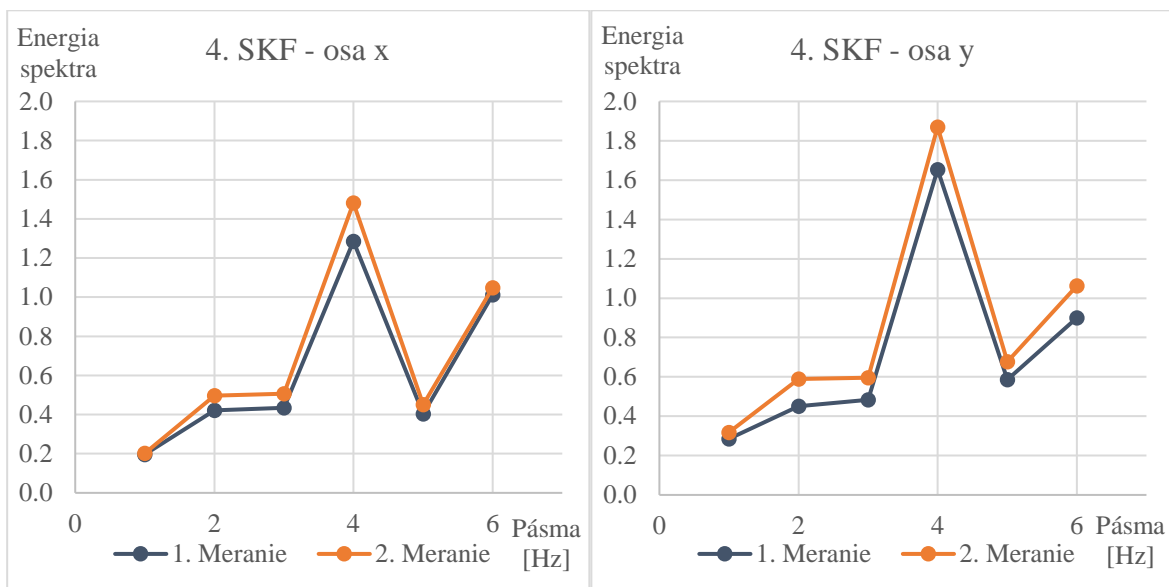 Energia
spektra
4. SKF - osa x
2.0
1.8
1.6
1.4
1.2
1.0
0.8
0.6
0.4
0.2
0.0
0 2 4 6
Pásma
[Hz]
1. Meranie 2. Meranie
Energia
spektra
4. SKF - osa y
2.0
1.8
1.6
1.4
1.2
1.0
0.8
0.6
0.4
0.2
0.0
0 2 4 6
Pásma
[Hz]
1. Meranie 2. Meranie